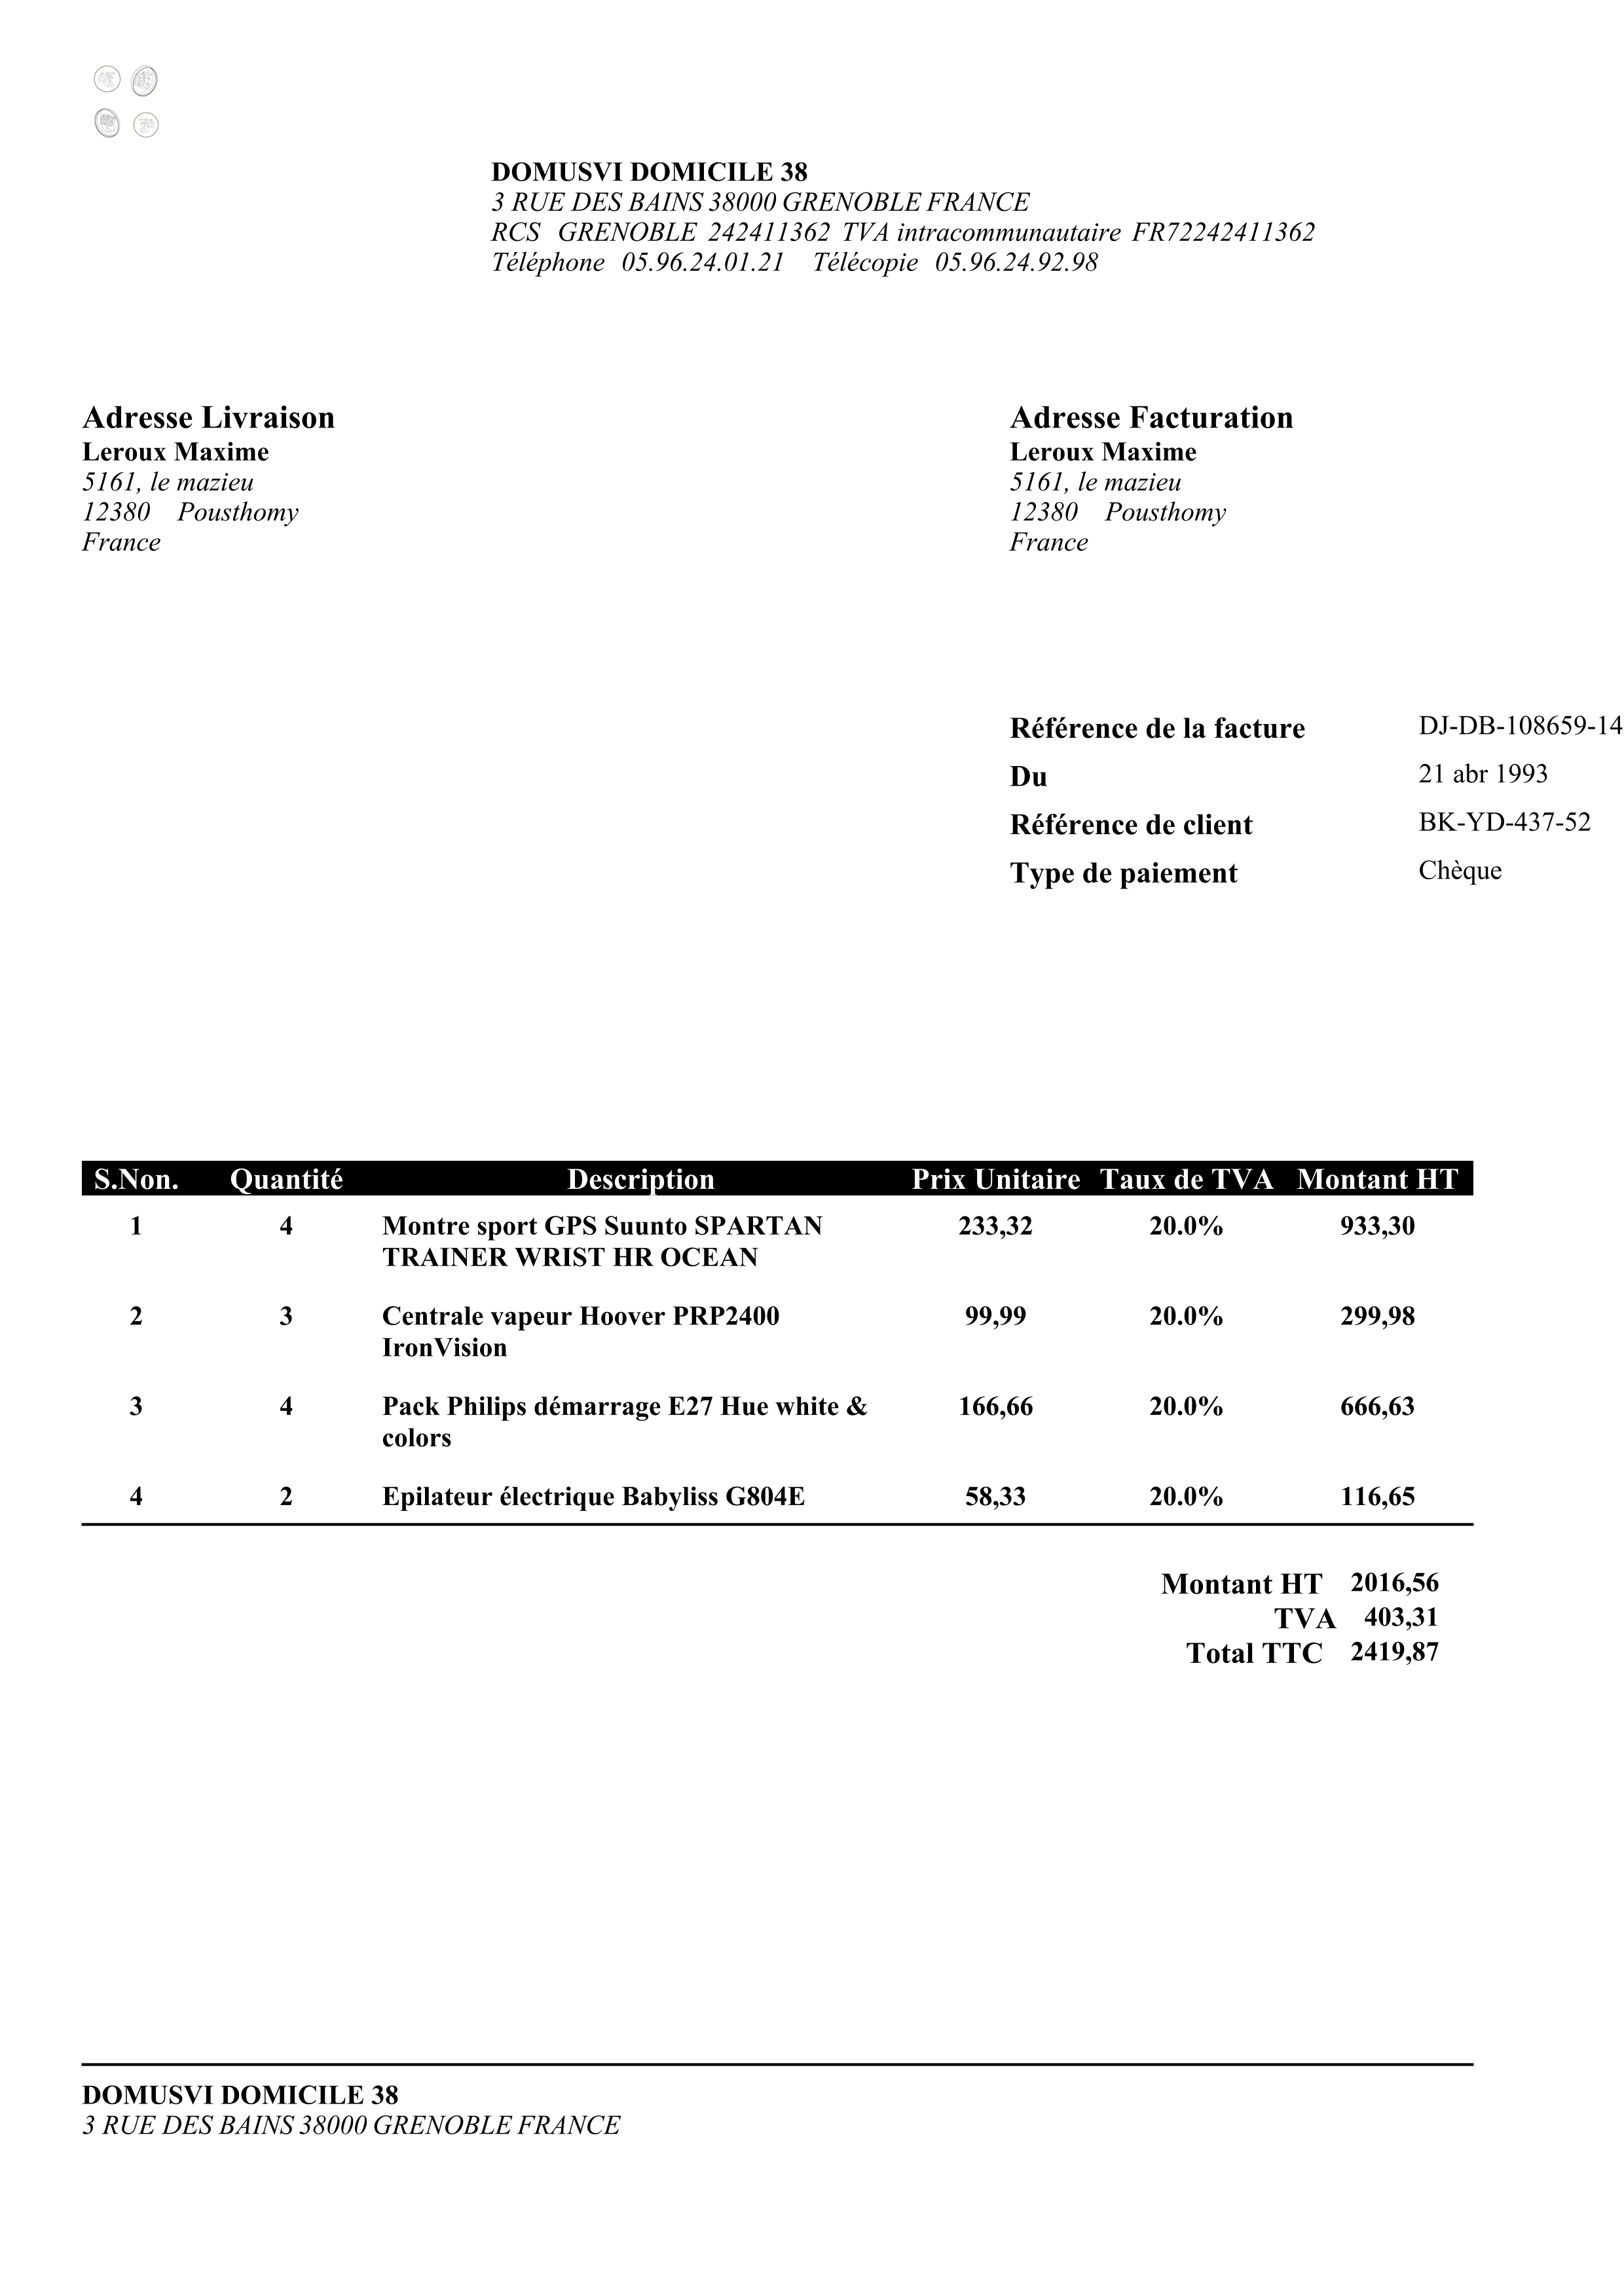 DOMUSVI DOMICILE 38
3 RUE DES BAINS 38000 GRENOBLE FRANCE
RCS GRENOBLE 242411362 TVA intracommunautaire FR72242411362
Téléphone 05.96.24.01.21 Télécopie 05.96.24.92.98
Adresse Livraison
Leroux Maxime
5161, le mazieu
12380 Pousthomy
France
Adresse Facturation
Leroux Maxime
5161, le mazieu
12380 Pousthomy
France
Référence de la facture DJ-DB-108659-14
Du 21 abr 1993
Référence de client BK-YD-437-52
Type de paiement Chèque
S.Non. Quantité Description Prix Unitaire Taux de TVA Montant HT
1 4 Montre sport GPS Suunto SPARTAN 233,32 20.0% 933,30
TRAINER WRIST HR OCEAN
2 3 Centrale vapeur Hoover PRP2400 99,99 20.0% 299,98
IronVision
3 4 Pack Philips démarrage E27 Hue white & 166,66 20.0% 666,63
colors
4 2 Epilateur électrique Babyliss G804E 58,33 20.0% 116,65
Montant HT 2016,56
TVA 403,31
Total TTC 2419,87
DOMUSVI DOMICILE 38
3 RUE DES BAINS 38000 GRENOBLE FRANCE